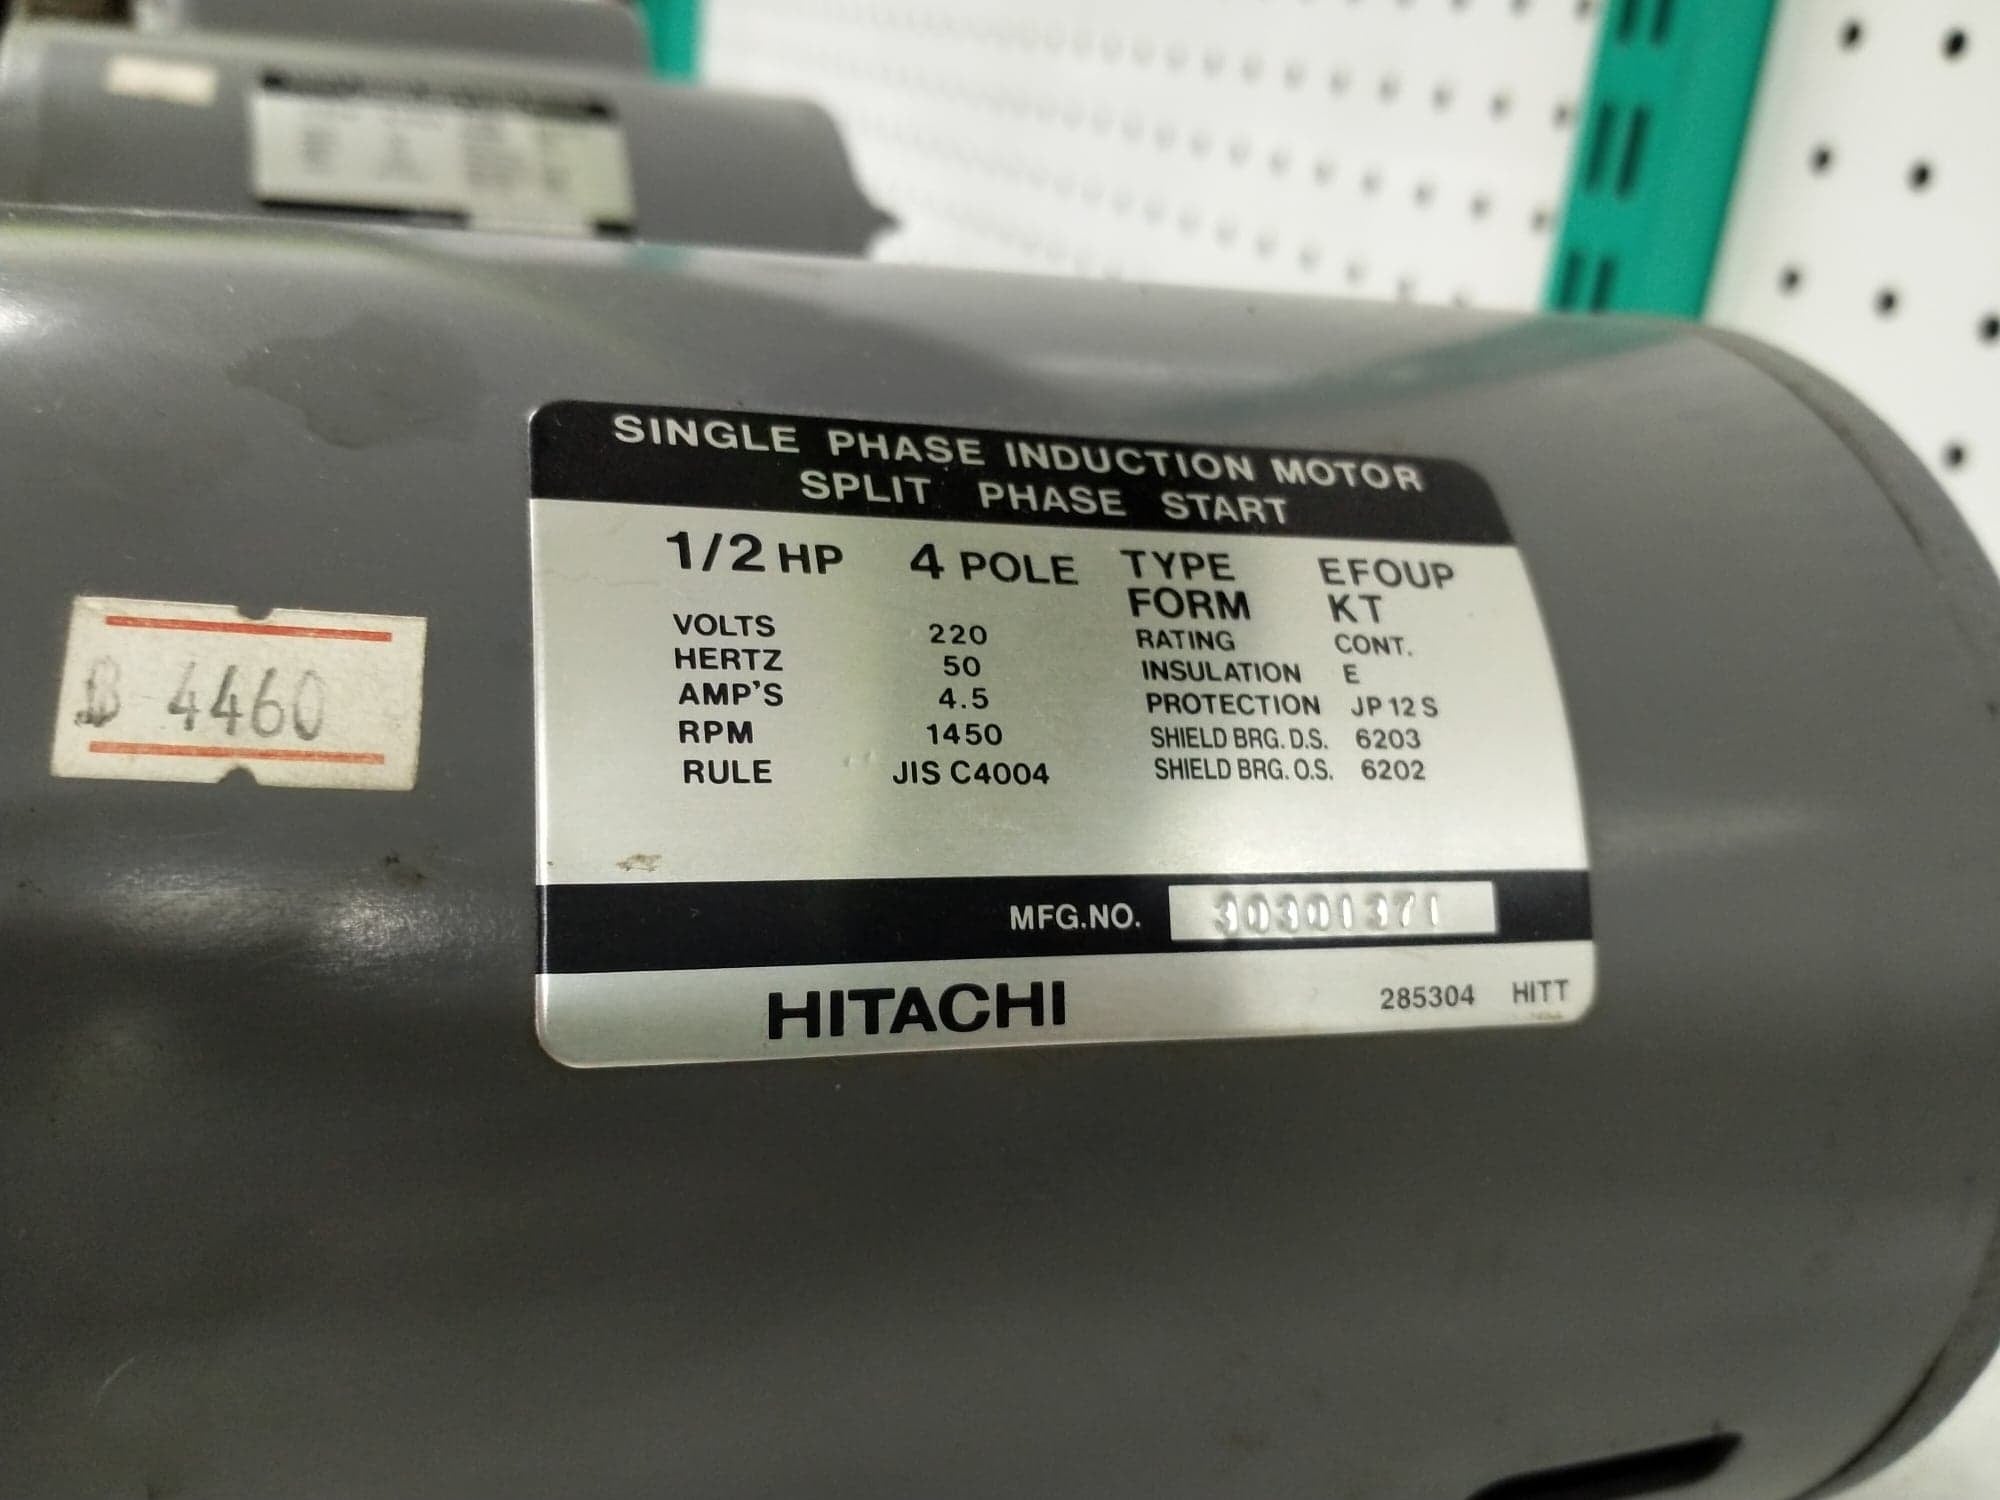 SINGLE PHASE INDUCTION MOTOR
SPLIT PHASE START
1/2 HP 4 POLE TYPE EFOUP
FORM KT
VOLTS 220 RATING CONT.
HERTZ 50 INSULATION E
AMP'S 4.5 PROTECTION JP 12 S
RPM 1450 SHIELD BRG. D.S. 6203
RULE JIS C4004 SHIELD BRG. O.S. 6202
MFG.NO. 30301371
HITACHI 285304 HITT
฿ 4460